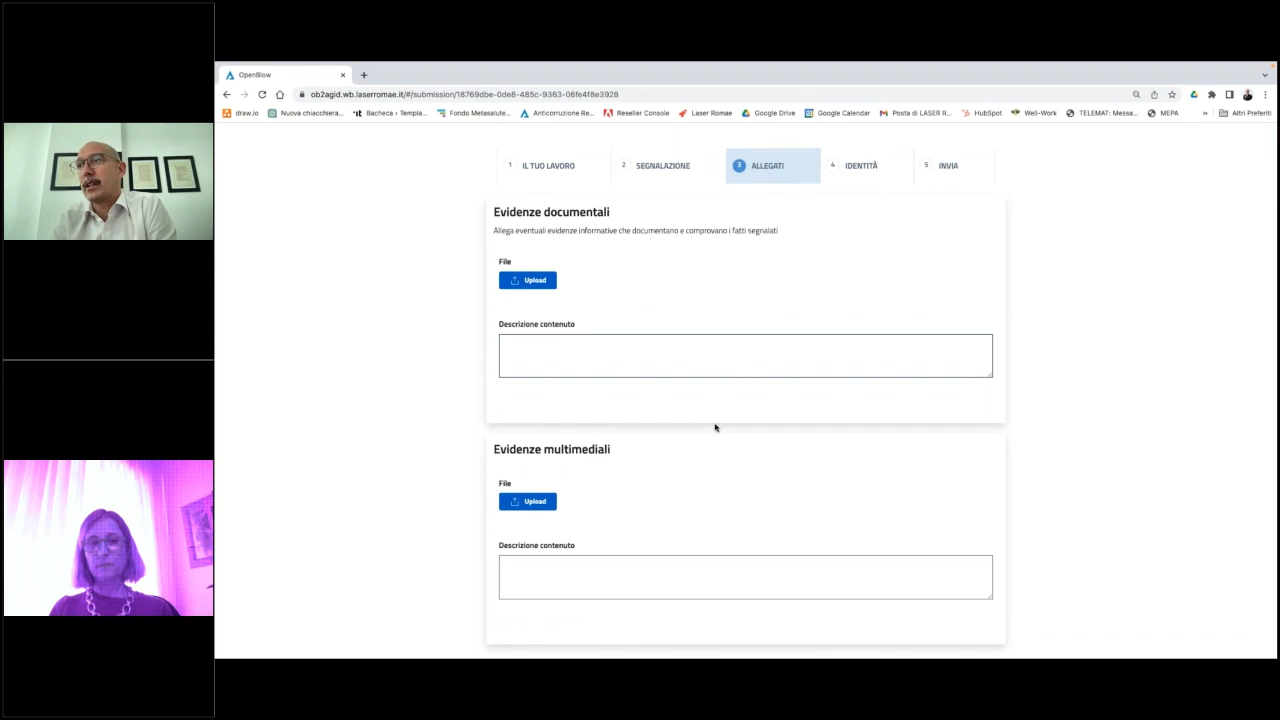 OpenBlow
ob2agid.wb.laserromae.it/#/submission/18769dbe-0de8-485c-9363-06fe4f8e3928
draw.io Nuova chiacchiera... Bacheca ‹ Templa... Fondo Metasalute... Anticorruzione Re... Reseller Console Laser Romae Google Drive Google Calendar Posta di LASER R... HubSpot Well-Work TELEMAT: Messa... MEPA » Altri Preferiti
1 IL TUO LAVORO 2 SEGNALAZIONE 3 ALLEGATI 4 IDENTITÀ 5 INVIA
Evidenze documentali
Allega eventuali evidenze informative che documentano e comprovano i fatti segnalati
File
Upload
Descrizione contenuto
Evidenze multimediali
File
Upload
Descrizione contenuto